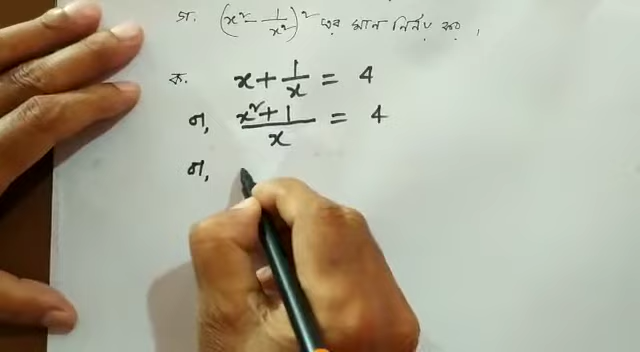 গ. (x² - 1/x²)² এর মান নির্ণয় কর।
ক. x + 1/x = 4
বা, (x² + 1)/x = 4
বা,